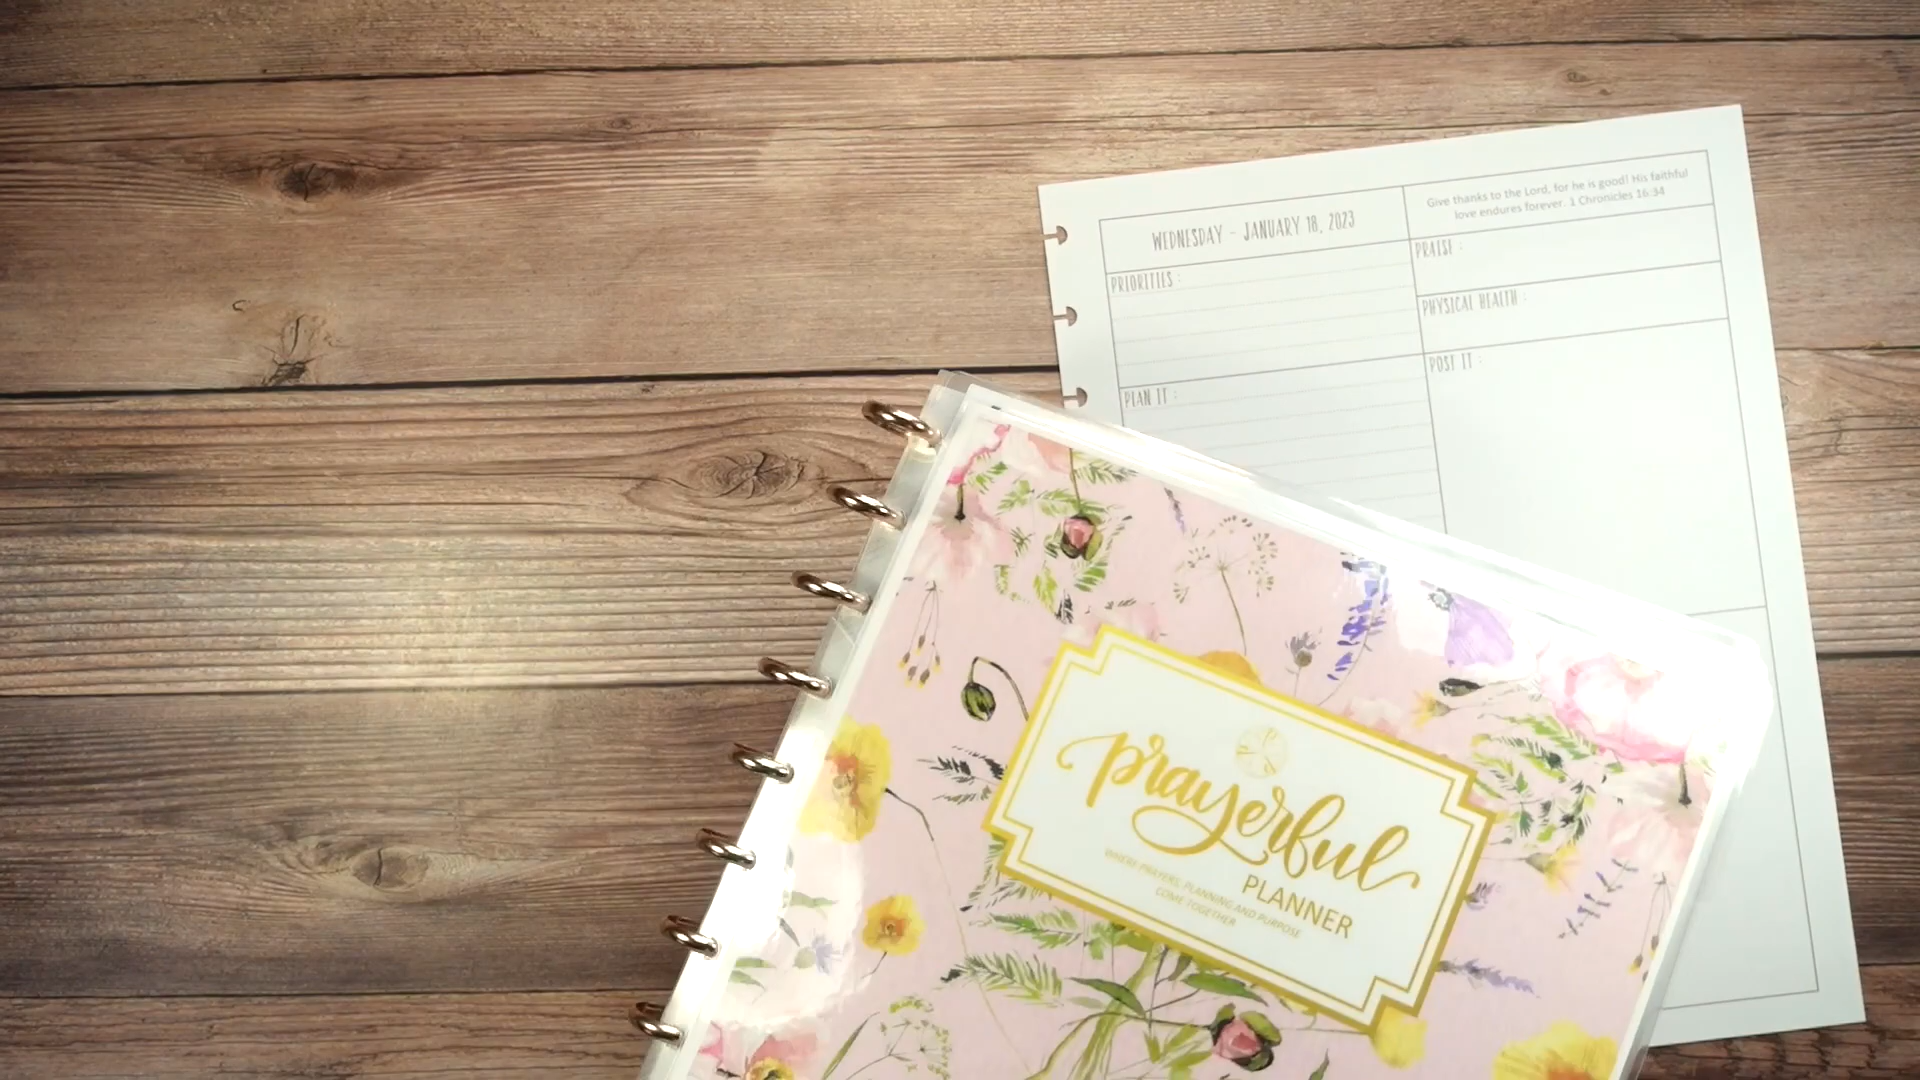 WEDNESDAY - JANUARY 18, 2023
Give thanks to the Lord, for he is good! His faithful
love endures forever. 1 Chronicles 16:34
PRIORITIES :
PRAISE :
PHYSICAL HEALTH :
PLAN IT :
POST IT :
prayerful
PLANNER
WHERE PRAYERS, PLANNING AND PURPOSE
COME TOGETHER